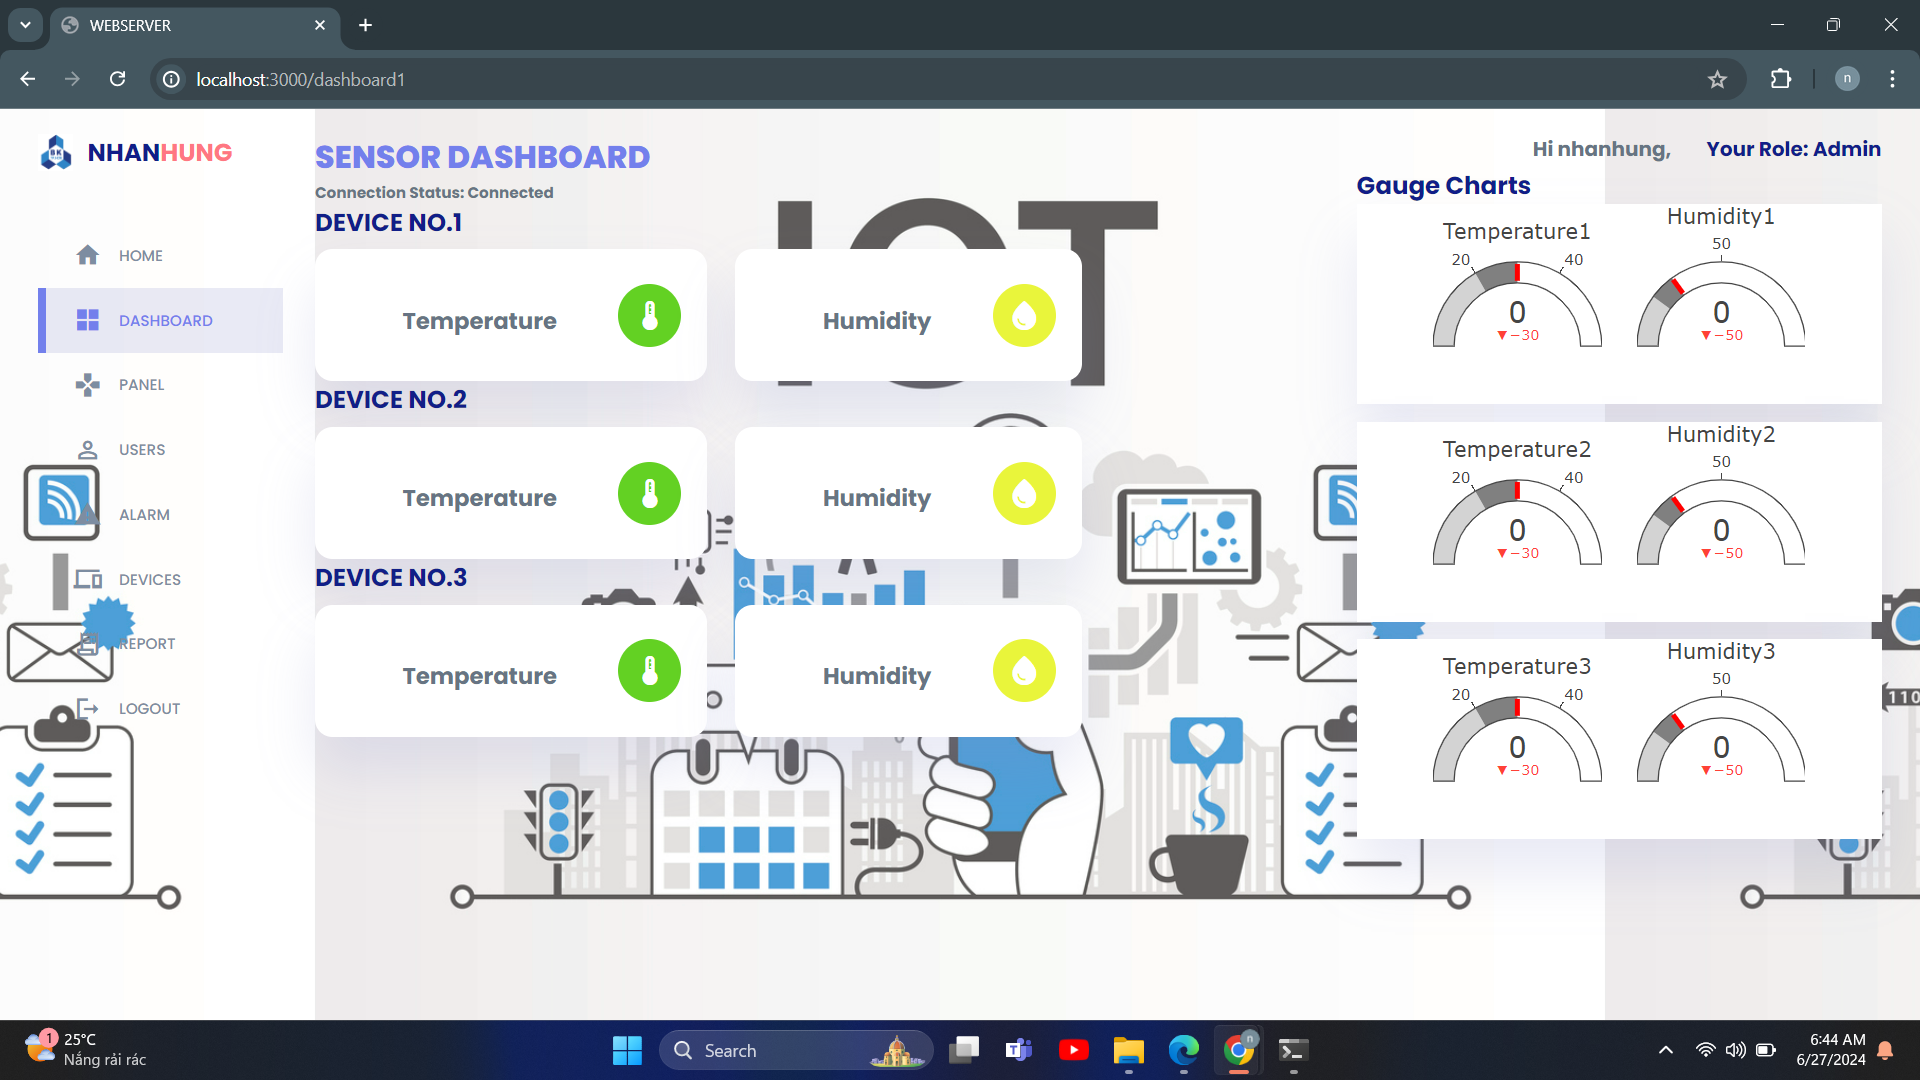 WEBSERVER
localhost:3000/dashboard1
n
NHANHUNG
HOME
DASHBOARD
PANEL
USERS
ALARM
DEVICES
REPORT
LOGOUT
SENSOR DASHBOARD
Connection Status: Connected
DEVICE NO.1
Temperature
Humidity
DEVICE NO.2
Temperature
Humidity
DEVICE NO.3
Temperature
Humidity
IOT
Hi nhanhung, Your Role: Admin
Gauge Charts
Temperature1
20
40
0
▼−30
Humidity1
50
0
▼−50
Temperature2
20
40
0
▼−30
Humidity2
50
0
▼−50
Temperature3
20
40
0
▼−30
Humidity3
50
0
▼−50
110
1
25°C
Nắng rải rác
Search
n
6:44 AM
6/27/2024